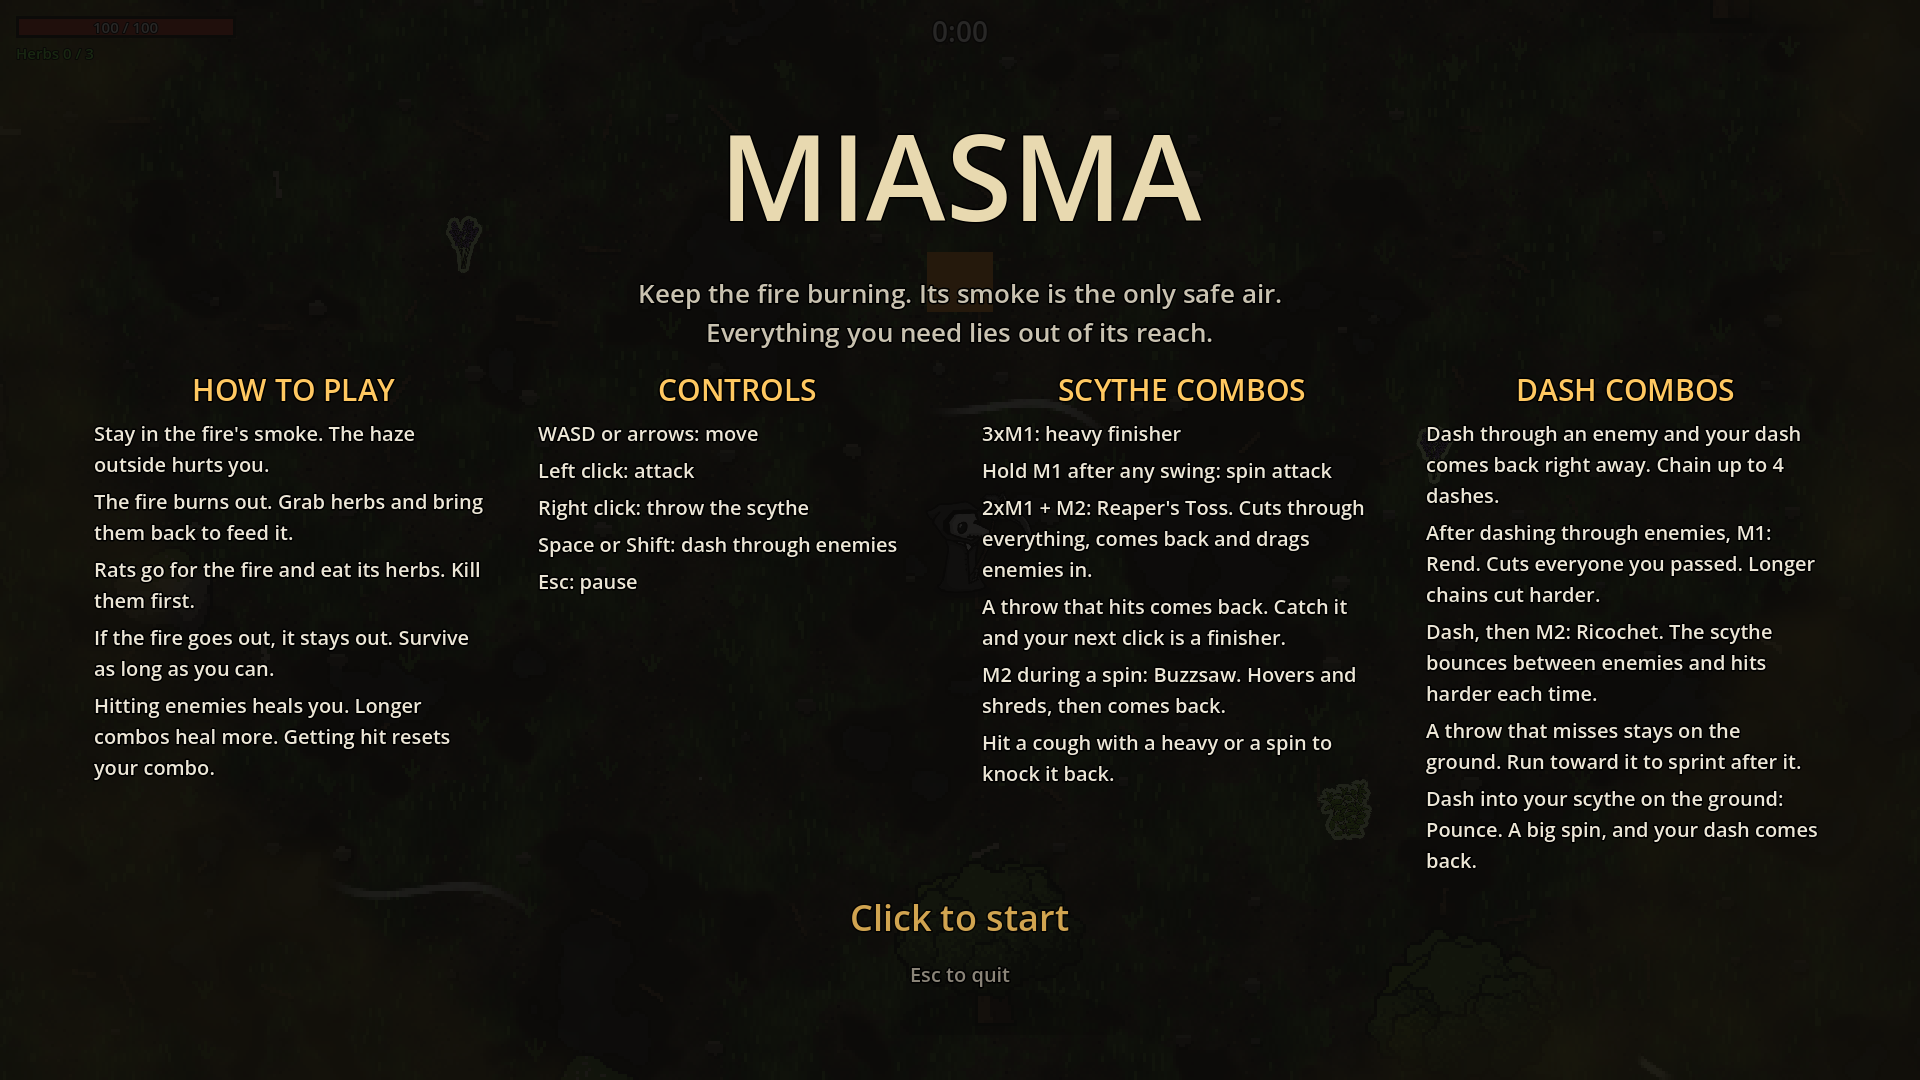 100 / 100
0:00
Herbs 0 / 3
MIASMA
Keep the fire burning. Its smoke is the only safe air.
Everything you need lies out of its reach.
HOW TO PLAY
Stay in the fire's smoke. The haze
outside hurts you.
The fire burns out. Grab herbs and bring
them back to feed it.
Rats go for the fire and eat its herbs. Kill
them first.
If the fire goes out, it stays out. Survive
as long as you can.
Hitting enemies heals you. Longer
combos heal more. Getting hit resets
your combo.
CONTROLS
WASD or arrows: move
Left click: attack
Right click: throw the scythe
Space or Shift: dash through enemies
Esc: pause
SCYTHE COMBOS
3xM1: heavy finisher
Hold M1 after any swing: spin attack
2xM1 + M2: Reaper's Toss. Cuts through
everything, comes back and drags
enemies in.
A throw that hits comes back. Catch it
and your next click is a finisher.
M2 during a spin: Buzzsaw. Hovers and
shreds, then comes back.
Hit a cough with a heavy or a spin to
knock it back.
DASH COMBOS
Dash through an enemy and your dash
comes back right away. Chain up to 4
dashes.
After dashing through enemies, M1:
Rend. Cuts everyone you passed. Longer
chains cut harder.
Dash, then M2: Ricochet. The scythe
bounces between enemies and hits
harder each time.
A throw that misses stays on the
ground. Run toward it to sprint after it.
Dash into your scythe on the ground:
Pounce. A big spin, and your dash comes
back.
Click to start
Esc to quit